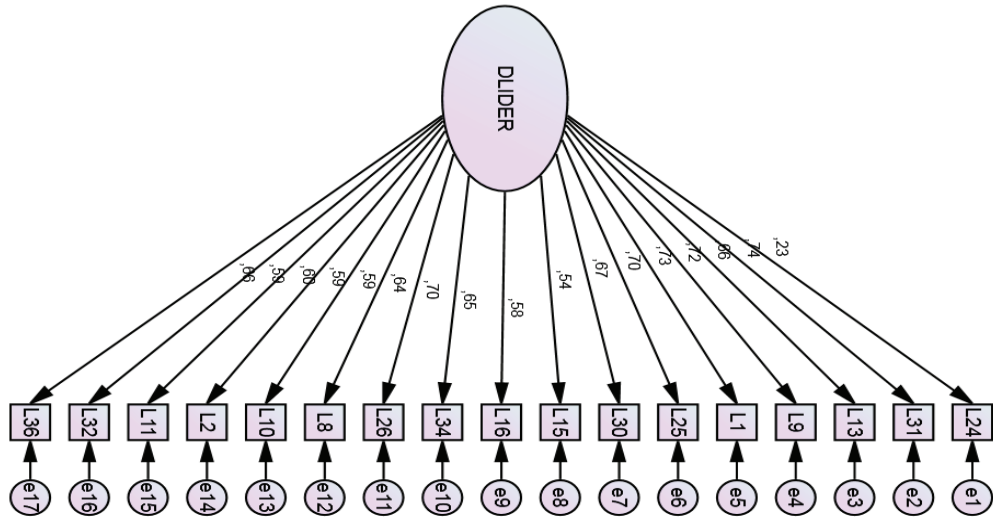 DLIDER
,66
,59
,60
,59
,59
,64
,70
,65
,58
,54
,67
,70
,73
,72
,66
,74
,23
L36
L32
L11
L2
L10
L8
L26
L34
L16
L15
L30
L25
L1
L9
L13
L31
L24
e17
e16
e15
e14
e13
e12
e11
e10
e9
e8
e7
e6
e5
e4
e3
e2
e1